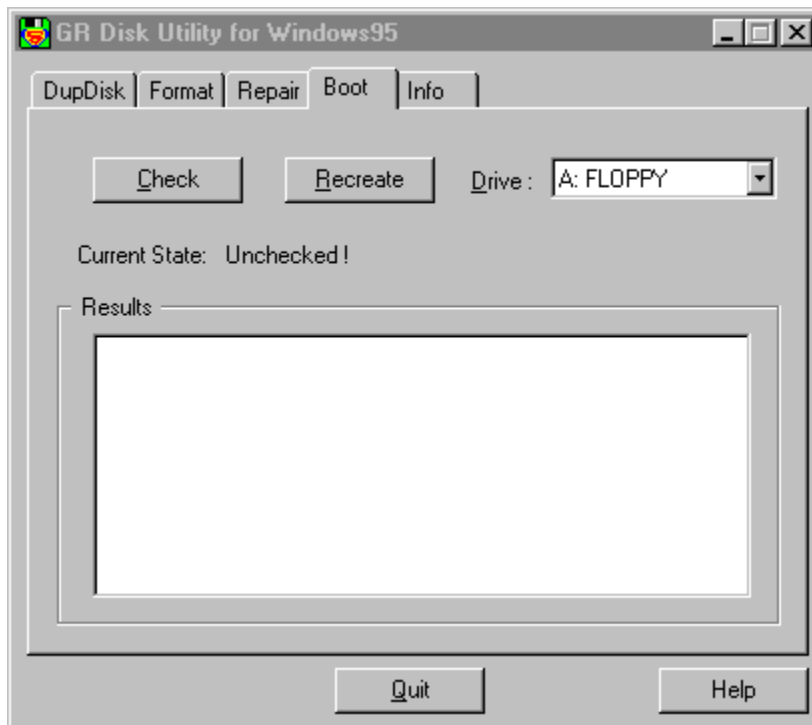 GR Disk Utility for Windows95
DupDisk Format Repair Boot Info
Check Recreate Drive : A: FLOPPY
Current State: Unchecked !
Results
Quit Help